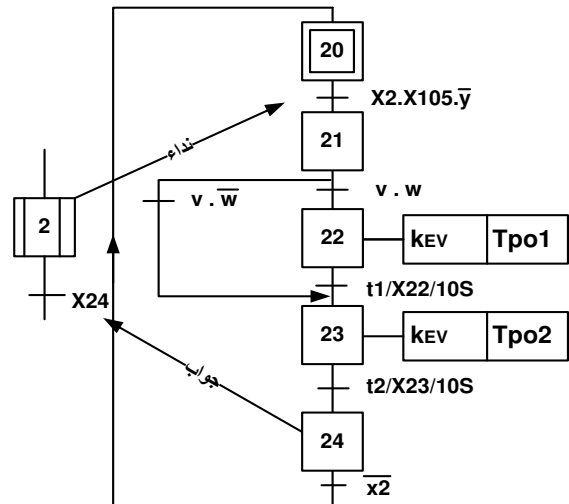 20
X2.X105.y̅
نداء
21
v . w̅
v . w
2
22
kEV
Tpo1
X24
t1/X22/10S
23
kEV
Tpo2
جواب
t2/X23/10S
24
x̅2̅